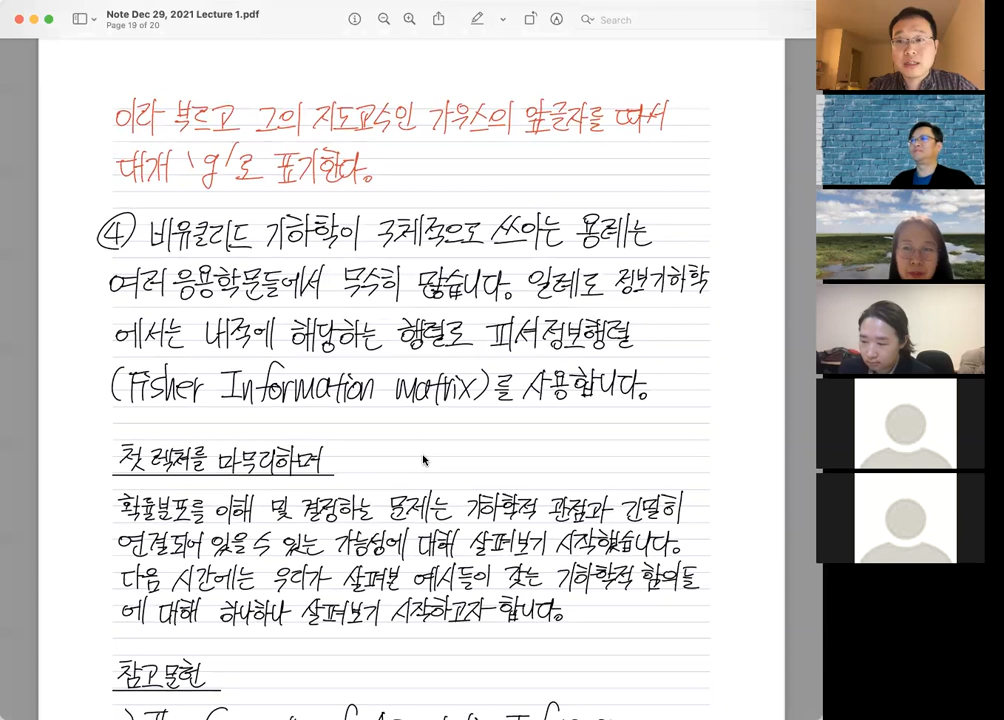 Note Dec 29, 2021 Lecture 1.pdf
Page 19 of 20
Search
이라 부르고 그의 지도교수인 가우스의 앞글자를 따서
대개 'g'로 표기한다.
④ 비유클리드 기하학이 국체적으로 쓰이는 용례는
여러 응용학문들에서 무수히 많습니다. 일례로 정보기하학
에서는 내적에 해당하는 행렬로 피셔정보행렬
(Fisher Information matrix)를 사용합니다.
첫 렉쳐를 마무리하며
확률분포를 이해 및 결정하는 문제는 기하학적 관점과 긴밀히
연결되어 있을 수 있는 가능성에 대해 살펴보기 시작했습니다.
다음 시간에는 우리가 살펴본 예시들이 갖는 기하학적 함의들
에 대해 하나하나 살펴보기 시작하고자 합니다.
참고문헌